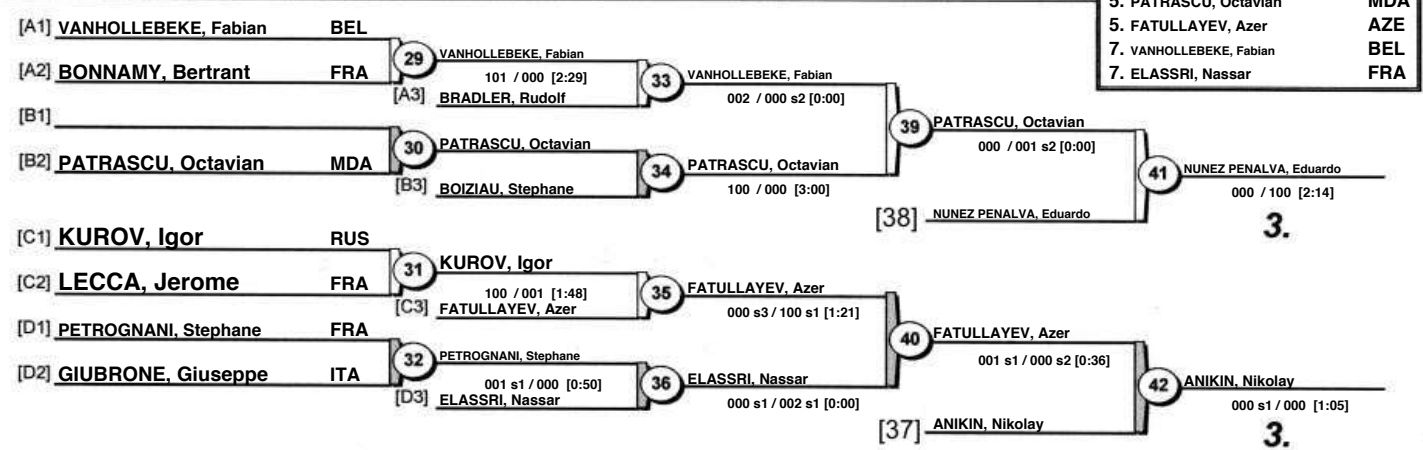 5. PATRASCU, Octavian MDA
5. FATULLAYEV, Azer AZE
7. VANHOLLEBEKE, Fabian BEL
7. ELASSRI, Nassar FRA
[A1] VANHOLLEBEKE, Fabian BEL
29 VANHOLLEBEKE, Fabian
101 / 000 [2:29]
[A2] BONNAMY, Bertrant FRA
[A3] BRADLER, Rudolf
33 VANHOLLEBEKE, Fabian
002 / 000 s2 [0:00]
[B1]
30 PATRASCU, Octavian
[B2] PATRASCU, Octavian MDA
[B3] BOIZIAU, Stephane
34 PATRASCU, Octavian
100 / 000 [3:00]
39 PATRASCU, Octavian
000 / 001 s2 [0:00]
[38] NUNEZ PENALVA, Eduardo
41 NUNEZ PENALVA, Eduardo
000 / 100 [2:14]
3.
[C1] KUROV, Igor RUS
31 KUROV, Igor
100 / 001 [1:48]
[C2] LECCA, Jerome FRA
[C3] FATULLAYEV, Azer
35 FATULLAYEV, Azer
000 s3 / 100 s1 [1:21]
[D1] PETROGNANI, Stephane FRA
32 PETROGNANI, Stephane
001 s1 / 000 [0:50]
[D2] GIUBRONE, Giuseppe ITA
[D3] ELASSRI, Nassar
36 ELASSRI, Nassar
000 s1 / 002 s1 [0:00]
40 FATULLAYEV, Azer
001 s1 / 000 s2 [0:36]
[37] ANIKIN, Nikolay
42 ANIKIN, Nikolay
000 s1 / 000 [1:05]
3.